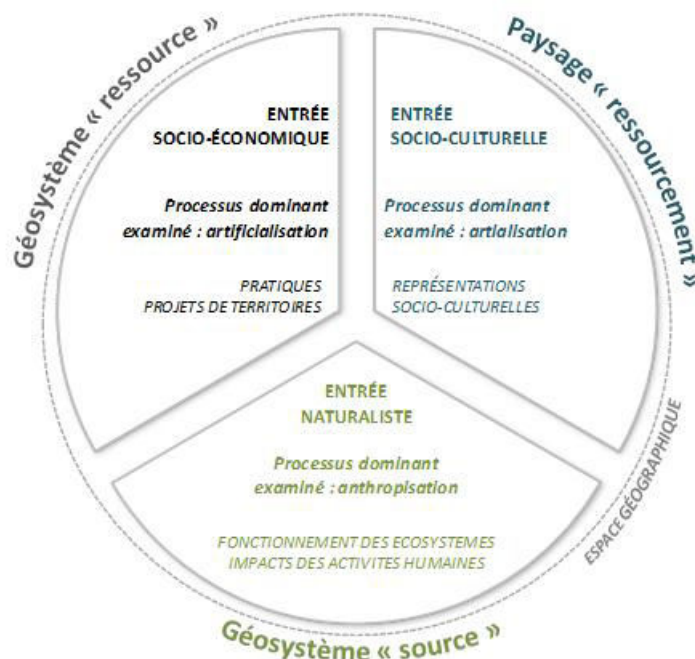 Géosystème « ressource »
ENTRÉE
SOCIO-ÉCONOMIQUE
Processus dominant
examiné : artificialisation
PRATIQUES
PROJETS DE TERRITOIRES
Paysage « ressourcement »
ENTRÉE
SOCIO-CULTURELLE
Processus dominant
examiné : artialisation
REPRÉSENTATIONS
SOCIO-CULTURELLES
ENTRÉE
NATURALISTE
Processus dominant
examiné : anthropisation
FONCTIONNEMENT DES ECOSYSTEMES
IMPACTS DES ACTIVITES HUMAINES
Géosystème « source »
ESPACE GÉOGRAPHIQUE